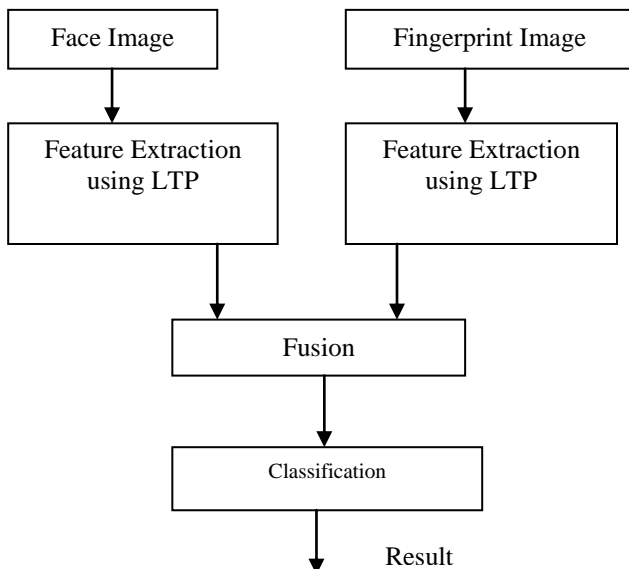 Face Image
Fingerprint Image
Feature Extraction
using LTP
Feature Extraction
using LTP
Fusion
Classification
Result